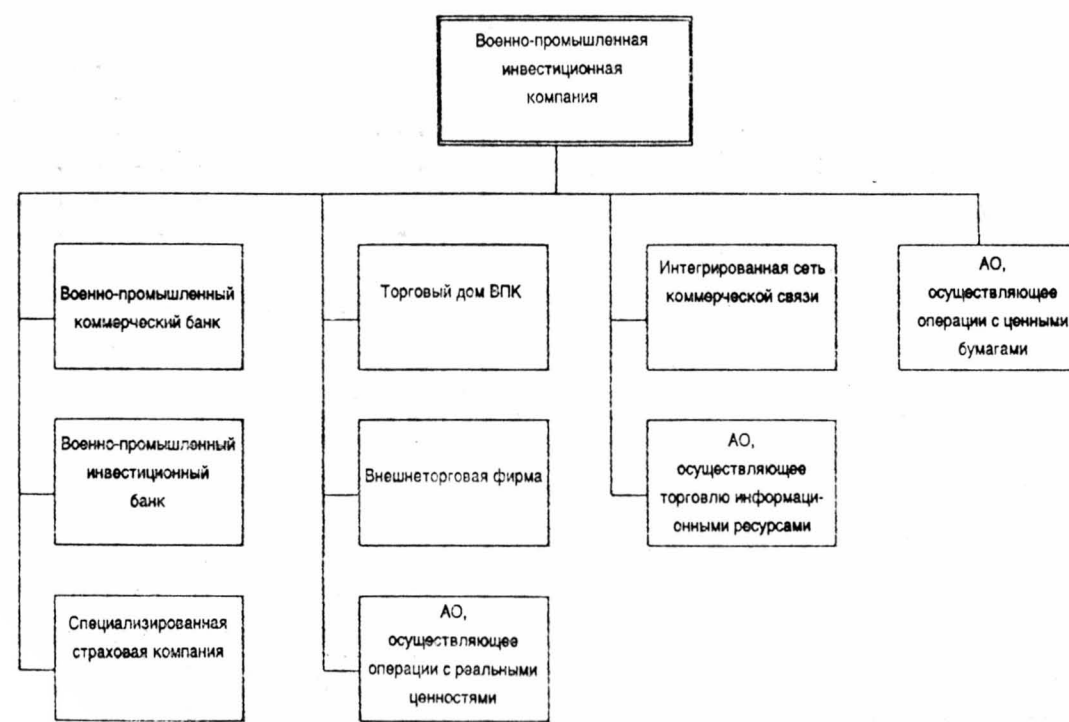 Военно-промышленная
инвестиционная
компания
Военно-промышленный
коммерческий банк
Торговый дом ВПК
Интегрированная сеть
коммерческой связи
АО,
осуществляющее
операции с ценными
бумагами
Военно-промышленный
инвестиционный
банк
Внешнеторговая фирма
АО,
осуществляющее
торговлю информаци-
онными ресурсами
Специализированная
страховая компания
АО,
осуществляющее
операции с реальными
ценностями